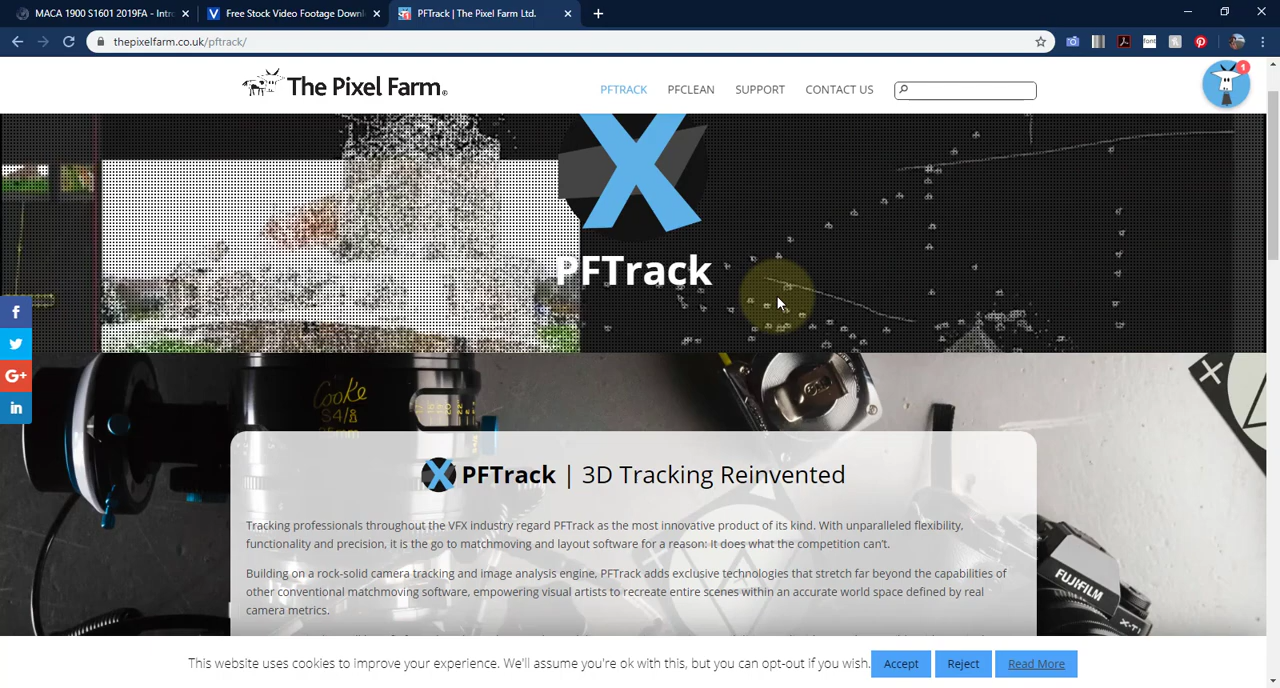 MACA 1900 S1601 2019FA - Intro
Free Stock Video Footage Downl
PFTrack | The Pixel Farm Ltd.
thepixelfarm.co.uk/pftrack/
The Pixel Farm®
PFTRACK
PFCLEAN
SUPPORT
CONTACT US
1
PFTrack
Cooke
S4/i
PFTrack | 3D Tracking Reinvented
Tracking professionals throughout the VFX industry regard PFTrack as the most innovative product of its kind. With unparalleled flexibility,
functionality and precision, it is the go to matchmoving and layout software for a reason: It does what the competition can't.
Building on a rock-solid camera tracking and image analysis engine, PFTrack adds exclusive technologies that stretch far beyond the capabilities of
other conventional matchmoving software, empowering visual artists to recreate entire scenes within an accurate world space defined by real
camera metrics.
FUJIFILM
X-T1
This website uses cookies to improve your experience. We'll assume you're ok with this, but you can opt-out if you wish.
Accept
Reject
Read More